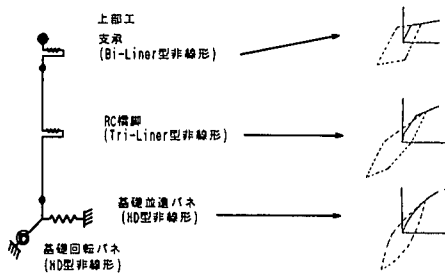 上部工
支承
(Bi-Liner型非線形)
RC橋脚
(Tri-Liner型非線形)
基礎並進バネ
(HD型非線形)
基礎回転バネ
(HD型非線形)